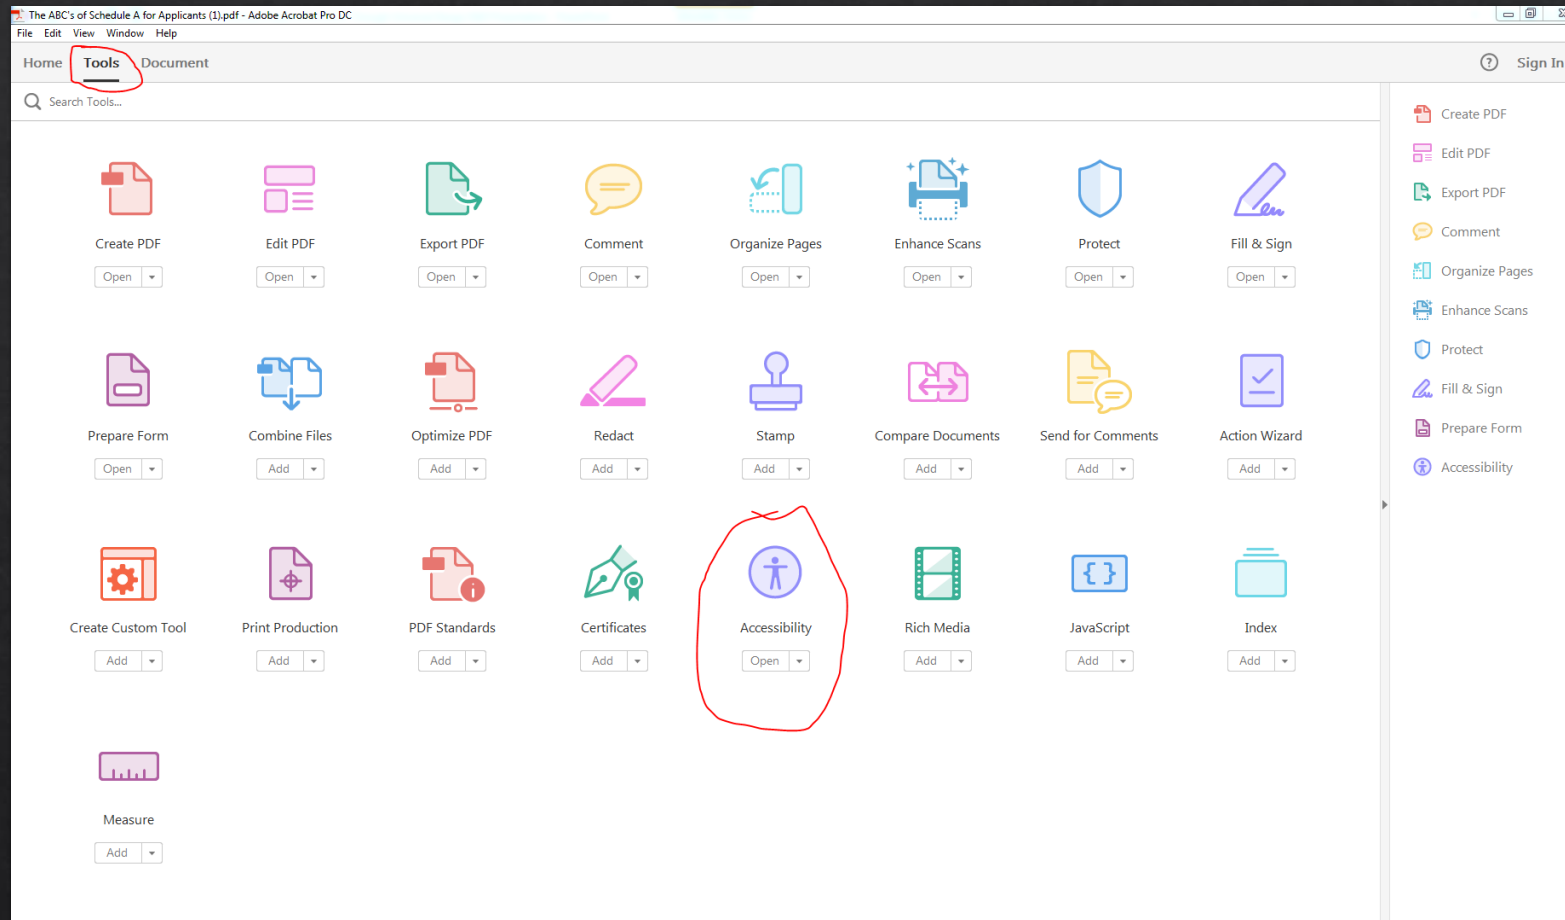 The ABC's of Schedule A for Applicants (1).pdf - Adobe Acrobat Pro DC
File Edit View Window Help
Home Tools Document
Sign In
Search Tools...
Create PDF Edit PDF Export PDF Comment Organize Pages Enhance Scans Protect Fill & Sign
Open Open Open Open Open Open Open Open
Prepare Form Combine Files Optimize PDF Redact Stamp Compare Documents Send for Comments Action Wizard
Open Add Add Add Add Add Add Add
Create Custom Tool Print Production PDF Standards Certificates Accessibility Rich Media JavaScript Index
Add Add Add Add Open Add Add Add
Measure
Add
Create PDF
Edit PDF
Export PDF
Comment
Organize Pages
Enhance Scans
Protect
Fill & Sign
Prepare Form
Accessibility